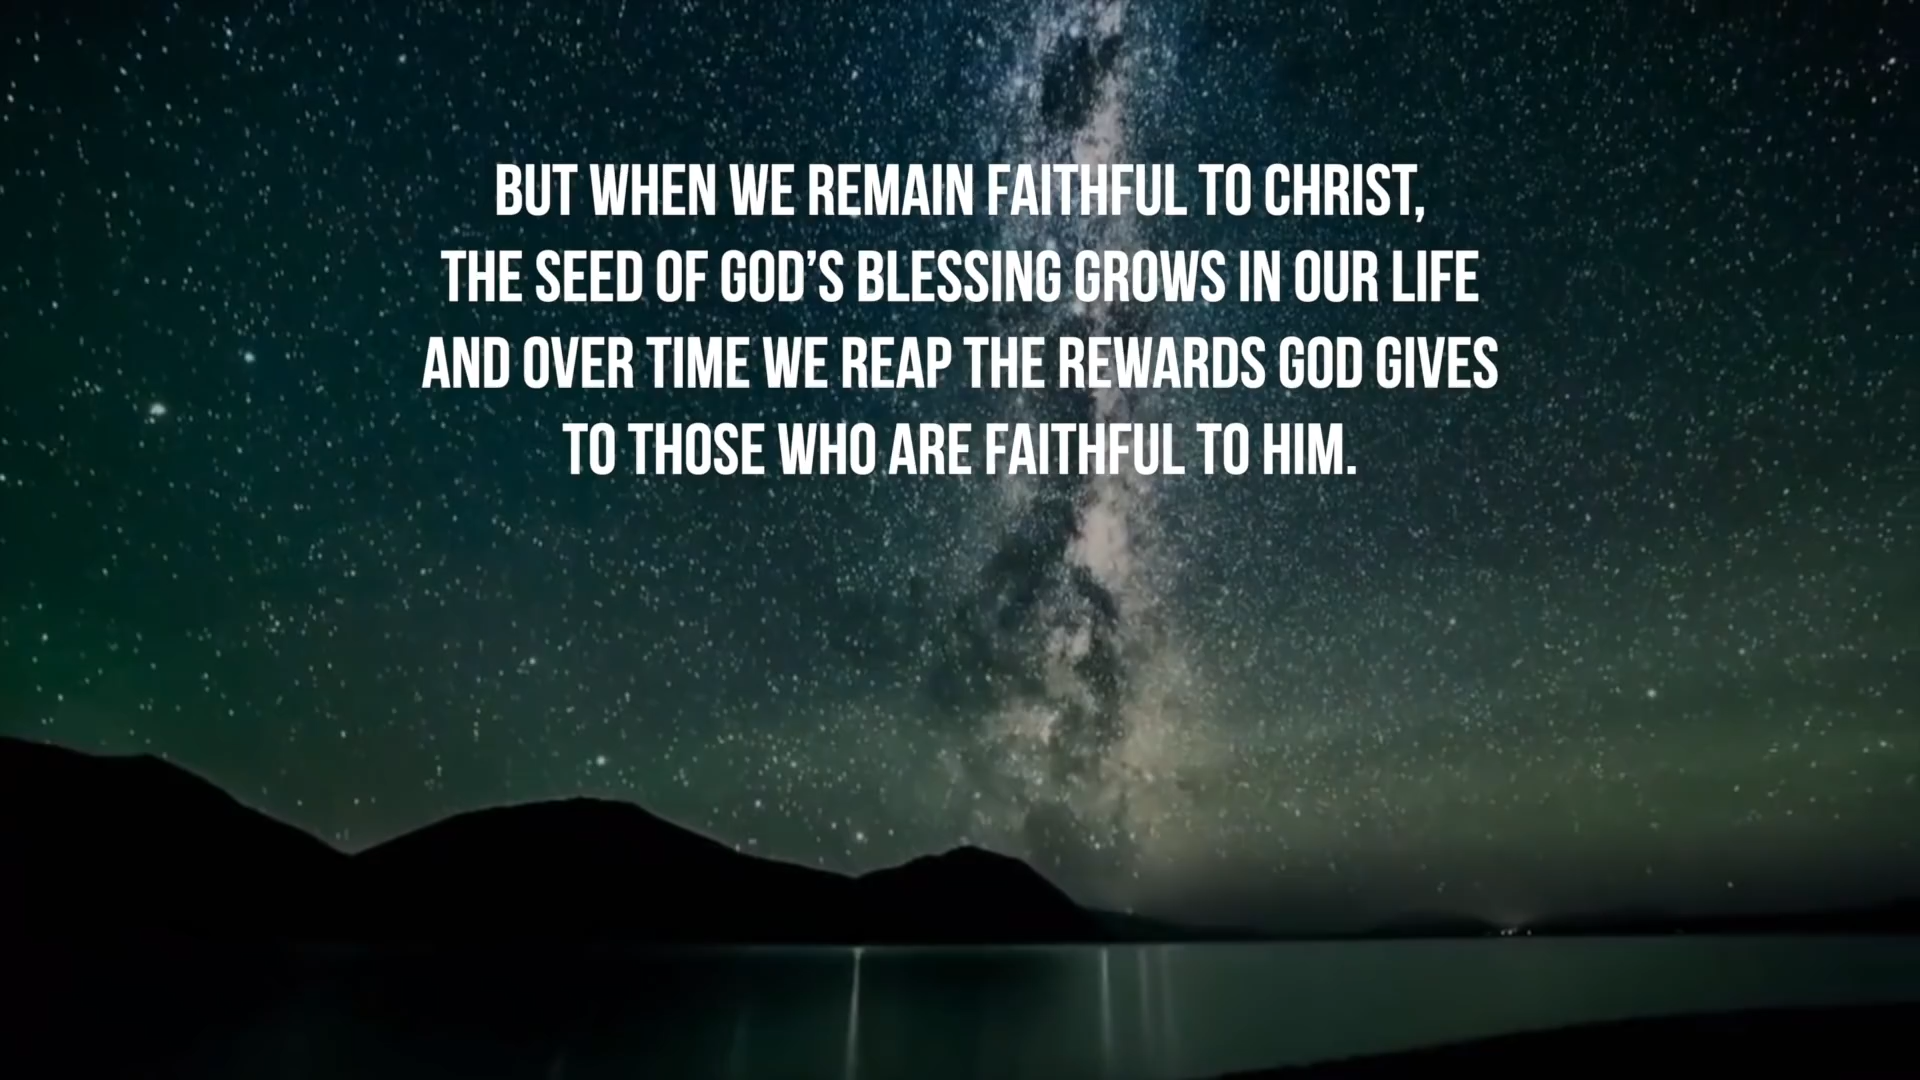 BUT WHEN WE REMAIN FAITHFUL TO CHRIST,
THE SEED OF GOD’S BLESSING GROWS IN OUR LIFE
AND OVER TIME WE REAP THE REWARDS GOD GIVES
TO THOSE WHO ARE FAITHFUL TO HIM.